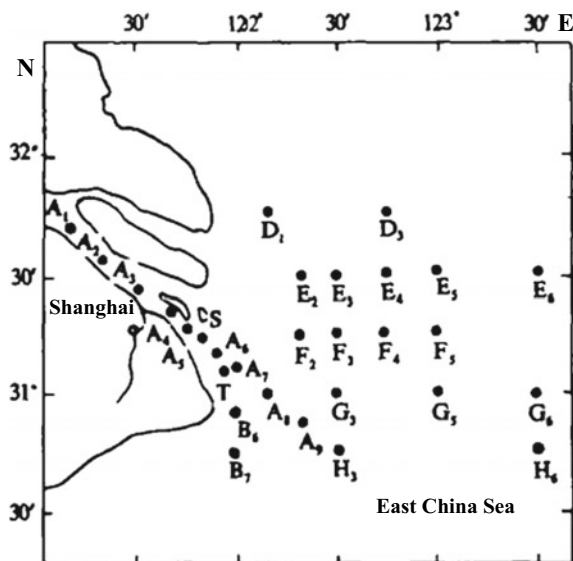 30′ 122° 30′ 123° 30′ E
N
32°
A₁
D₁ D₃
A₂
A₃
30′
E₂ E₃ E₄ E₅ E₆
Shanghai
S
A₄
A₅ A₆ F₂ F₃ F₄ F₅
A₇
T
31°
A₈ G₃ G₅ G₆
B₆
A₉
B₇ H₃ H₆
30′
East China Sea